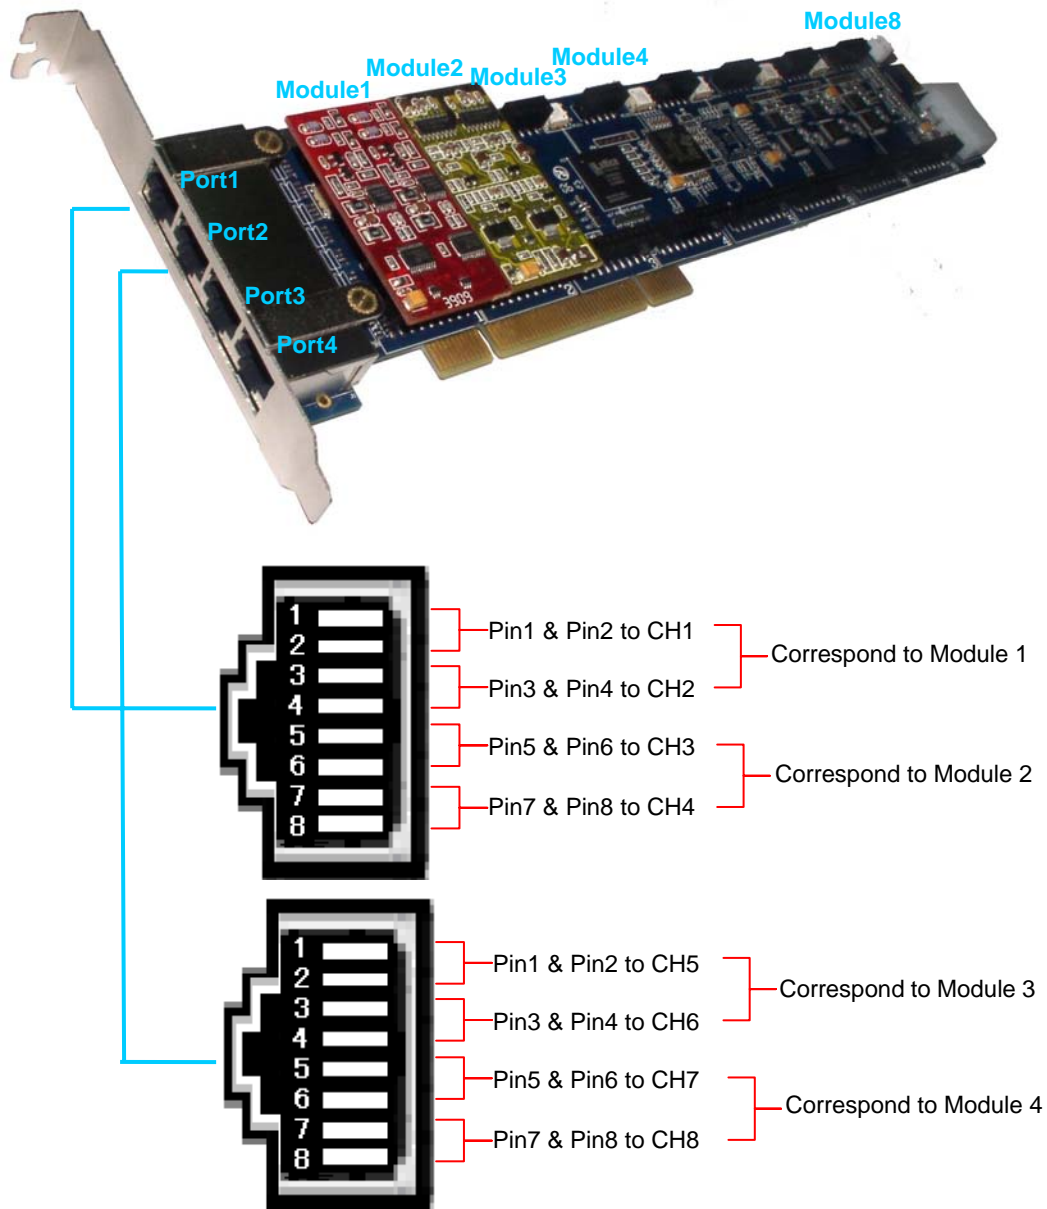 Module8
Module4
Module2
Module3
Module1
Port1
Port2
Port3
Port4
3909
1
2
3
4
5
6
7
8
Pin1 & Pin2 to CH1
Pin3 & Pin4 to CH2
Pin5 & Pin6 to CH3
Pin7 & Pin8 to CH4
Correspond to Module 1
Correspond to Module 2
1
2
3
4
5
6
7
8
Pin1 & Pin2 to CH5
Pin3 & Pin4 to CH6
Pin5 & Pin6 to CH7
Pin7 & Pin8 to CH8
Correspond to Module 3
Correspond to Module 4